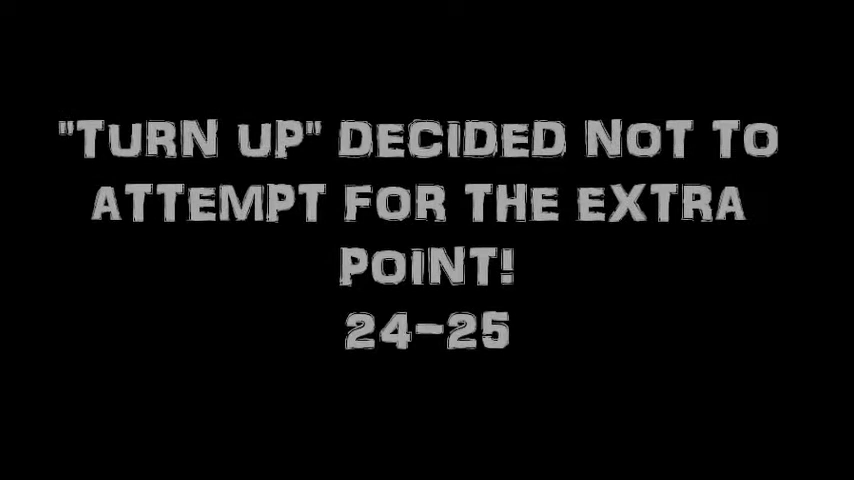 "TURN UP" DECIDED NOT TO
ATTEMPT FOR THE EXTRA
POINT!
24-25